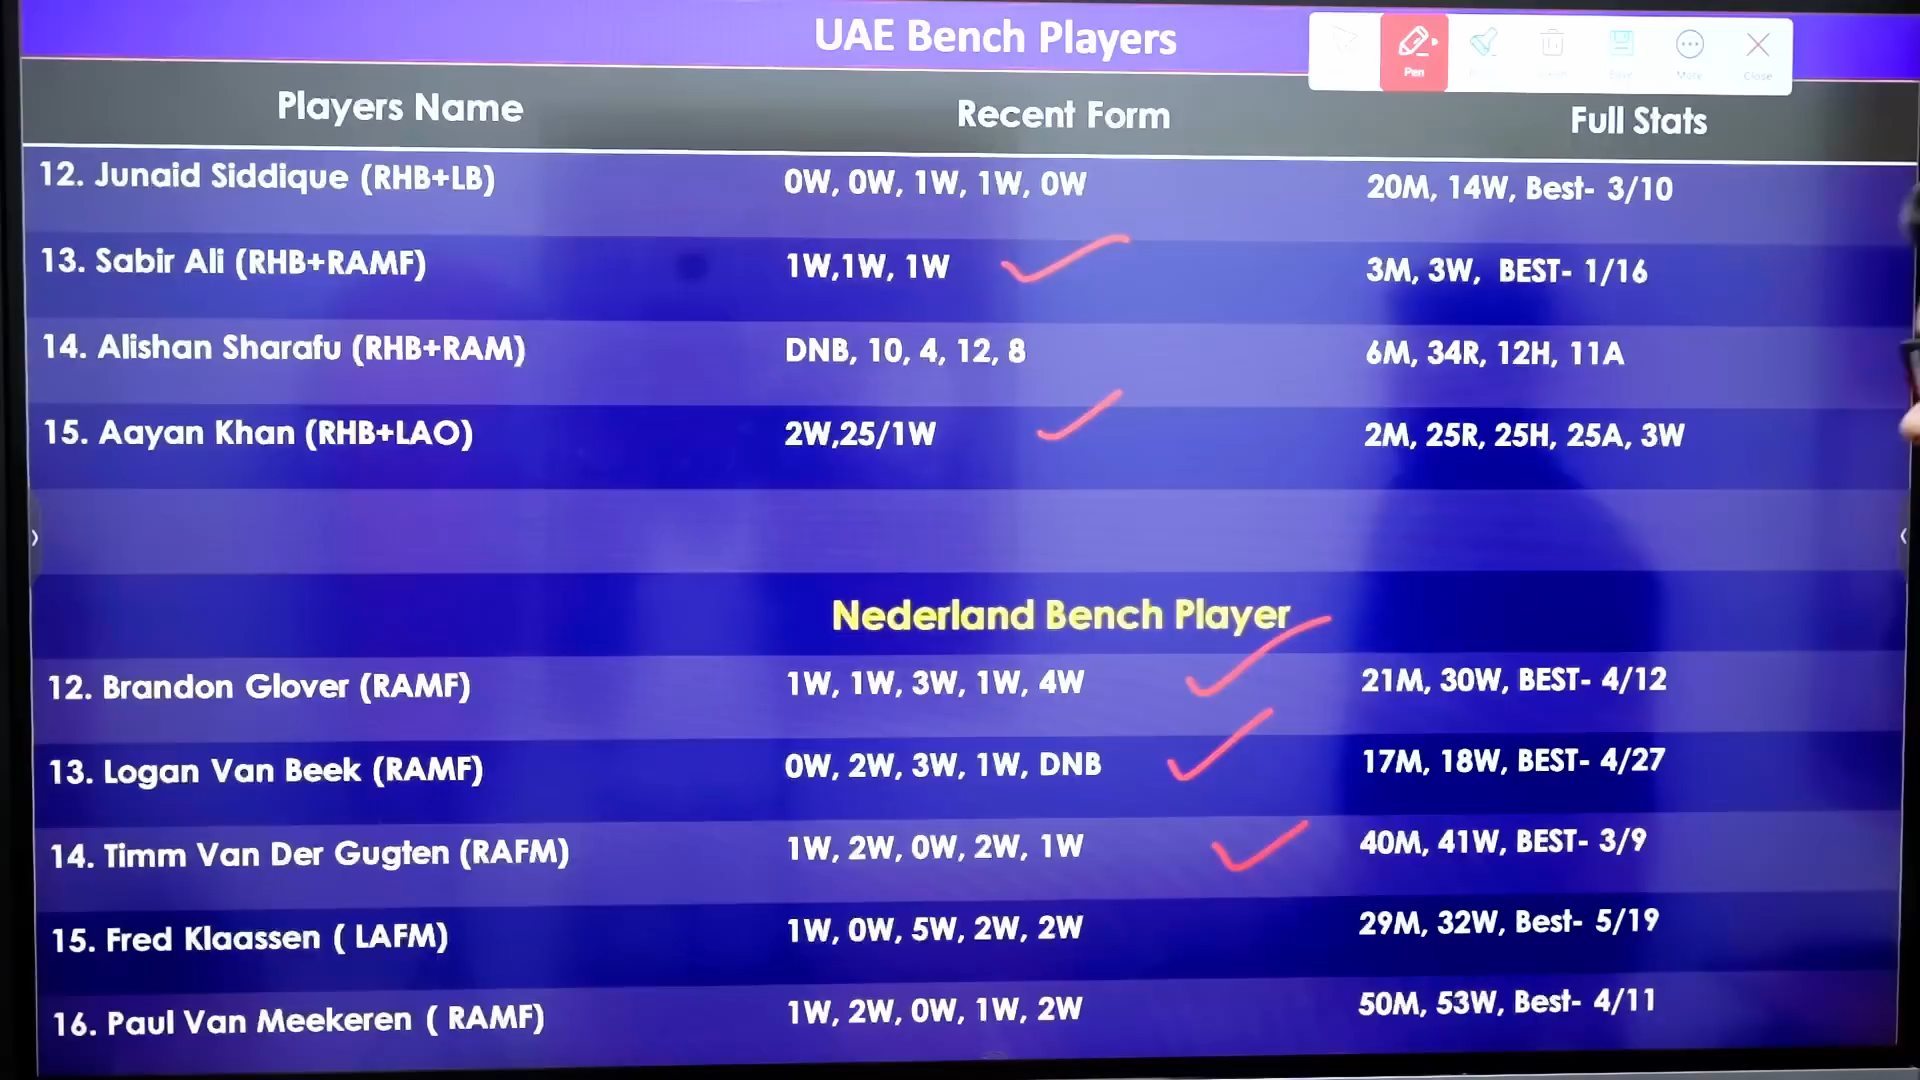 UAE Bench Players
Pen
More
Close
Players Name Recent Form Full Stats
12. Junaid Siddique (RHB+LB) 0W, 0W, 1W, 1W, 0W 20M, 14W, Best- 3/10
13. Sabir Ali (RHB+RAMF) 1W,1W, 1W 3M, 3W, BEST- 1/16
14. Alishan Sharafu (RHB+RAM) DNB, 10, 4, 12, 8 6M, 34R, 12H, 11A
15. Aayan Khan (RHB+LAO) 2W,25/1W 2M, 25R, 25H, 25A, 3W
Nederland Bench Player
12. Brandon Glover (RAMF) 1W, 1W, 3W, 1W, 4W 21M, 30W, BEST- 4/12
13. Logan Van Beek (RAMF) 0W, 2W, 3W, 1W, DNB 17M, 18W, BEST- 4/27
14. Timm Van Der Gugten (RAFM) 1W, 2W, 0W, 2W, 1W 40M, 41W, BEST- 3/9
15. Fred Klaassen ( LAFM) 1W, 0W, 5W, 2W, 2W 29M, 32W, Best- 5/19
16. Paul Van Meekeren ( RAMF) 1W, 2W, 0W, 1W, 2W 50M, 53W, Best- 4/11